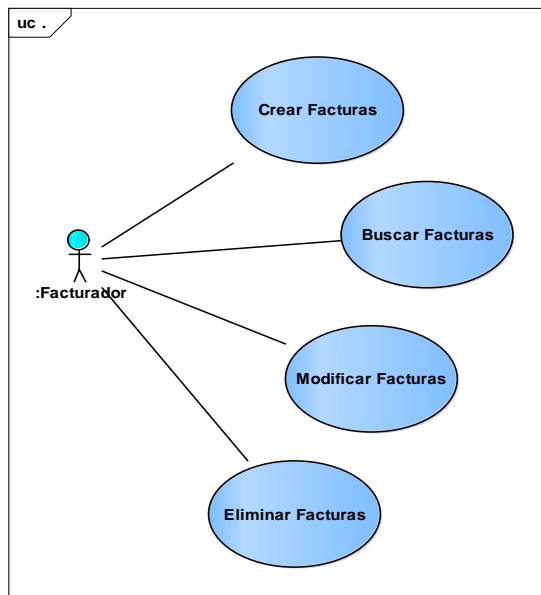 uc .
Crear Facturas
Buscar Facturas
:Facturador
Modificar Facturas
Eliminar Facturas